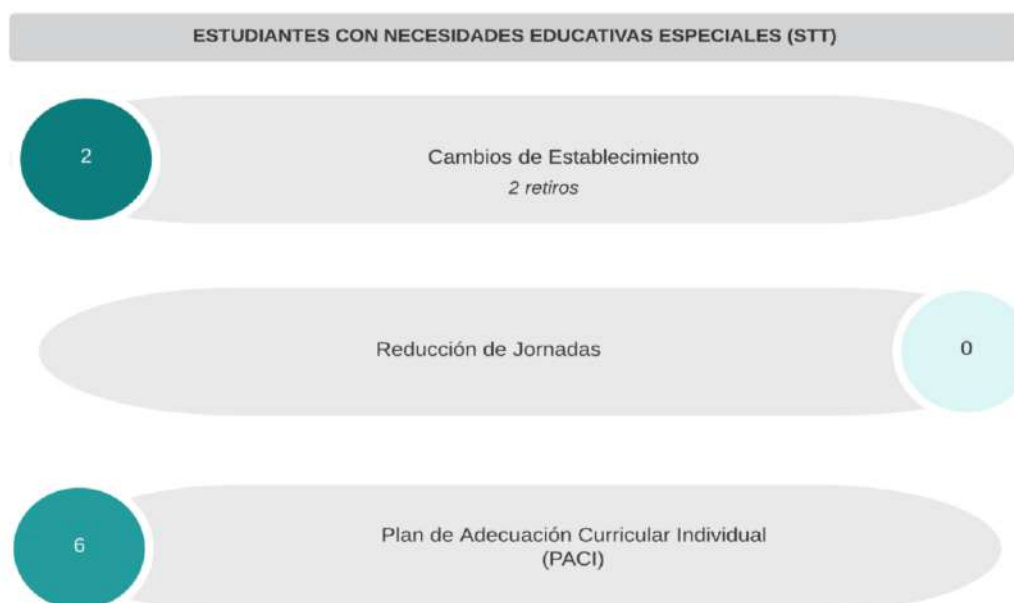 ESTUDIANTES CON NECESIDADES EDUCATIVAS ESPECIALES (STT)
2
Cambios de Establecimiento
2 retiros
Reducción de Jornadas
0
6
Plan de Adecuación Curricular Individual
(PACI)